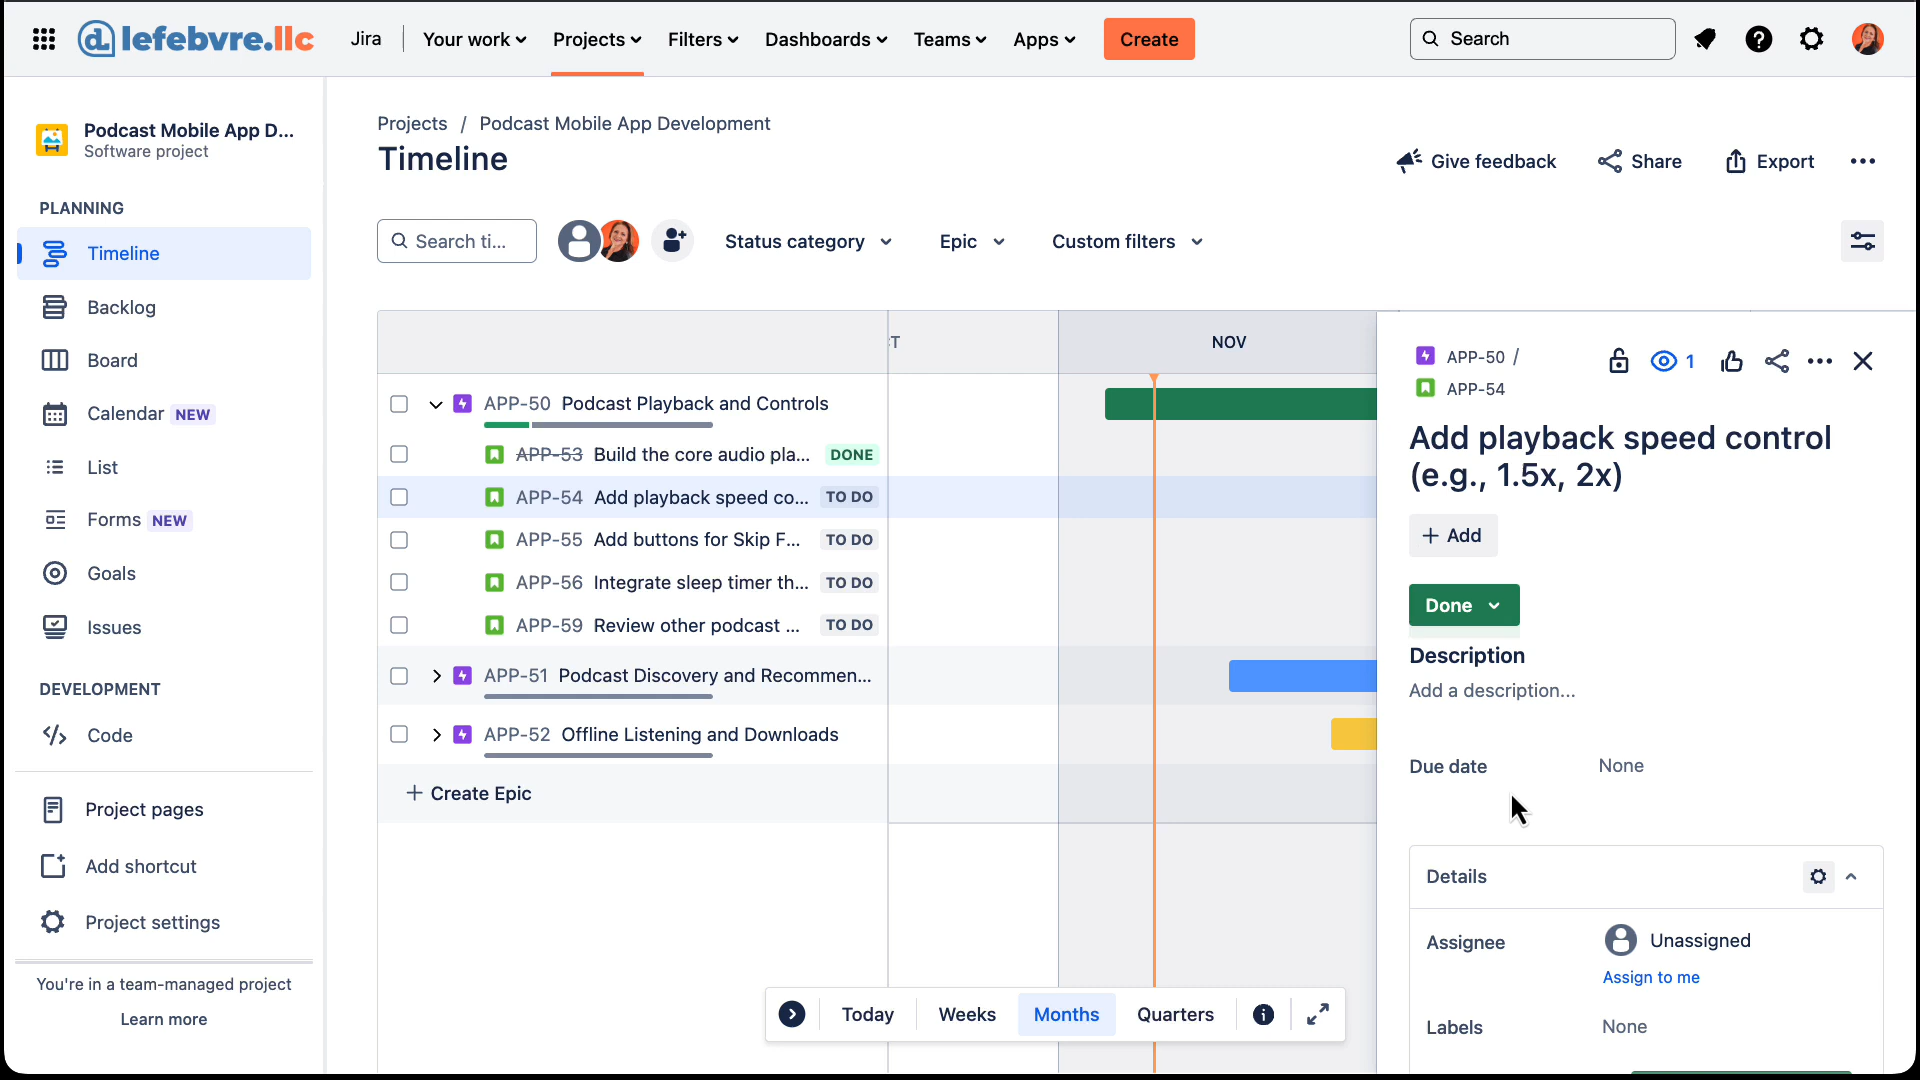 lefebvre.llc
Jira
Your work
Projects
Filters
Dashboards
Teams
Apps
Create
Search
Podcast Mobile App D...
Software project
PLANNING
Timeline
Backlog
Board
Calendar NEW
List
Forms NEW
Goals
Issues
DEVELOPMENT
Code
Project pages
Add shortcut
Project settings
You're in a team-managed project
Learn more
Projects / Podcast Mobile App Development
Timeline
Give feedback
Share
Export
Search ti...
Status category
Epic
Custom filters
NOV
APP-50 Podcast Playback and Controls
APP-53 Build the core audio pla... DONE
APP-54 Add playback speed co... TO DO
APP-55 Add buttons for Skip F... TO DO
APP-56 Integrate sleep timer th... TO DO
APP-59 Review other podcast ... TO DO
APP-51 Podcast Discovery and Recommen...
APP-52 Offline Listening and Downloads
+ Create Epic
Today
Weeks
Months
Quarters
APP-50 /
APP-54
1
Add playback speed control
(e.g., 1.5x, 2x)
+ Add
Done
Description
Add a description...
Due date None
Details
Assignee Unassigned
Assign to me
Labels None